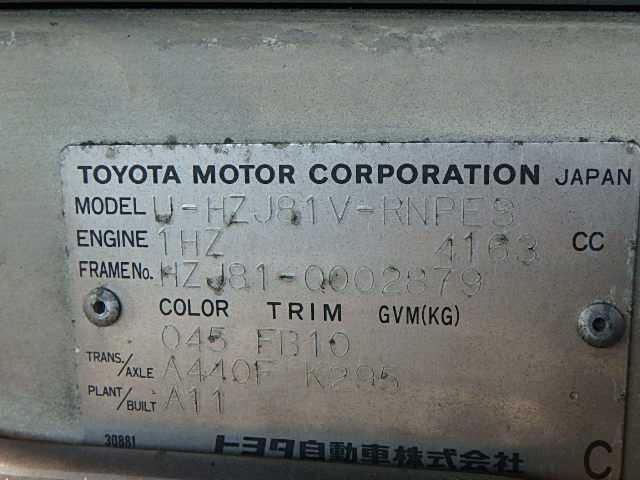 TOYOTA MOTOR CORPORATION JAPAN
MODEL U-HZJ81V-RNPES
ENGINE 1HZ 4163 CC
FRAME No. HZJ81-0002879
COLOR TRIM GVM(KG)
045 FB10
TRANS./AXLE A440F K295
PLANT/BUILT A11
30881 トヨタ自動車株式会社 C